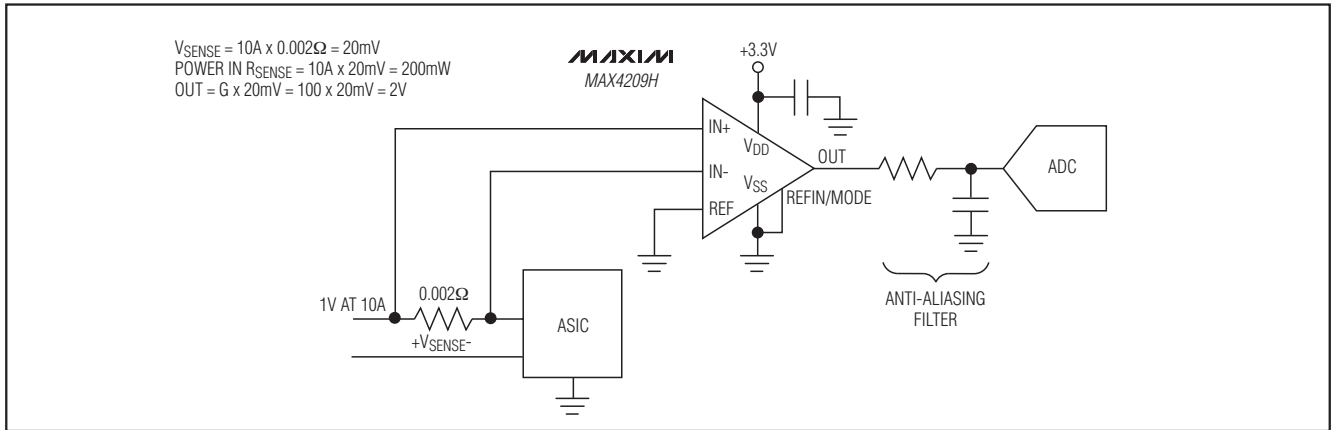 VSENSE = 10A x 0.002Ω = 20mV
POWER IN RSENSE = 10A x 20mV = 200mW
OUT = G x 20mV = 100 x 20mV = 2V
MAXIM
MAX4209H
+3.3V
IN+
VDD
OUT
IN-
VSS
REFIN/MODE
REF
ADC
1V AT 10A
0.002Ω
+VSENSE-
ASIC
ANTI-ALIASING
FILTER